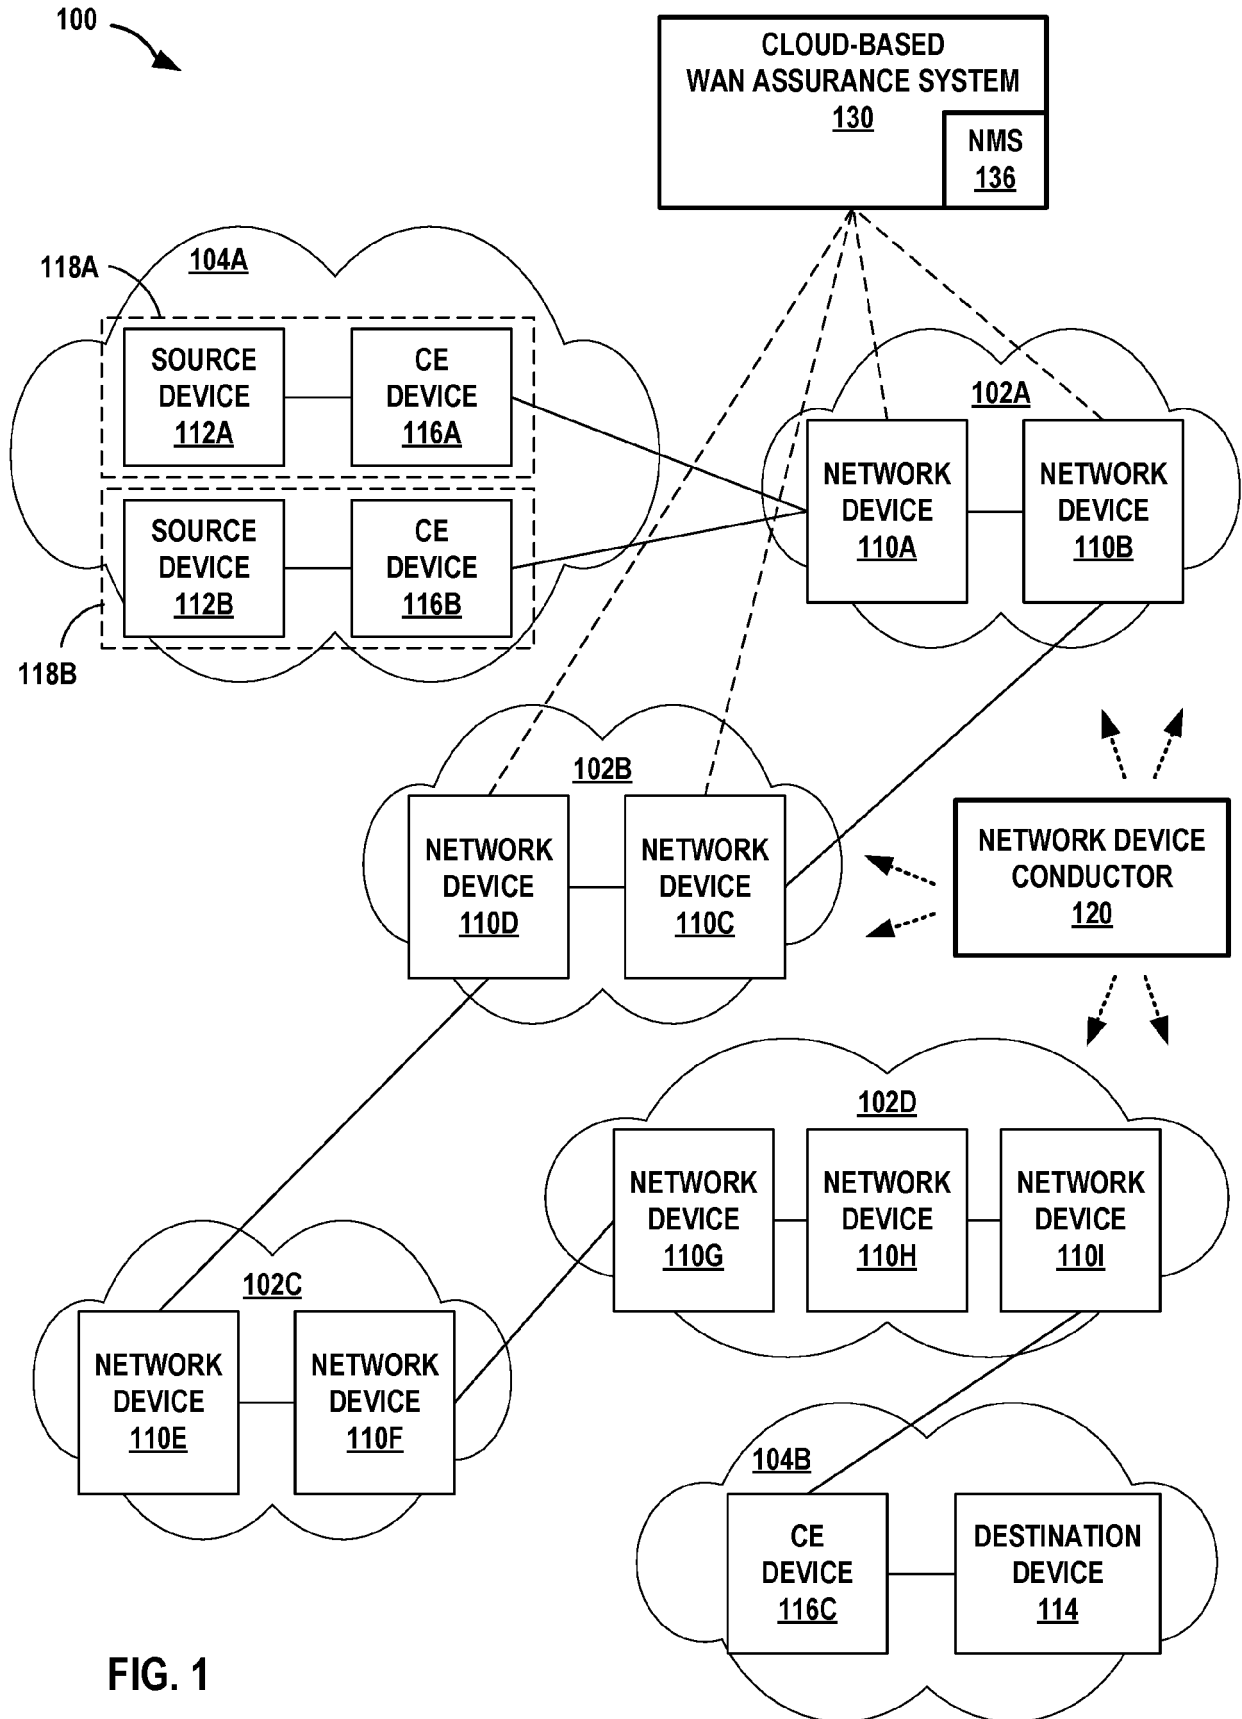 100
CLOUD-BASED
WAN ASSURANCE SYSTEM
130
NMS
136
104A
118A
SOURCE
DEVICE
112A
CE
DEVICE
116A
SOURCE
DEVICE
112B
CE
DEVICE
116B
118B
102A
NETWORK
DEVICE
110A
NETWORK
DEVICE
110B
102B
NETWORK
DEVICE
110D
NETWORK
DEVICE
110C
NETWORK DEVICE
CONDUCTOR
120
102D
NETWORK
DEVICE
110G
NETWORK
DEVICE
110H
NETWORK
DEVICE
110I
102C
NETWORK
DEVICE
110E
NETWORK
DEVICE
110F
104B
CE
DEVICE
116C
DESTINATION
DEVICE
114
FIG. 1